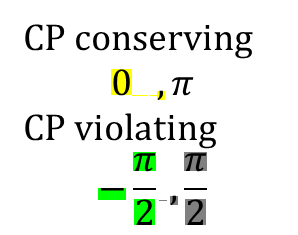 CP conserving
0 , π
CP violating
− π/2 , π/2